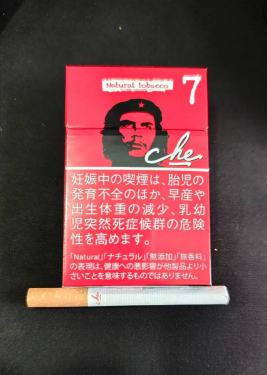 Natural tobacco
7
che
妊娠中の喫煙は、胎児の
発育不全のほか、早産や
出生体重の減少、乳幼
児突然死症候群の危険
性を高めます。
「Natural」「ナチュラル」「無添加」「無香料」
の表現は、健康への悪影響が他製品より小
さいことを意味するものではありません。